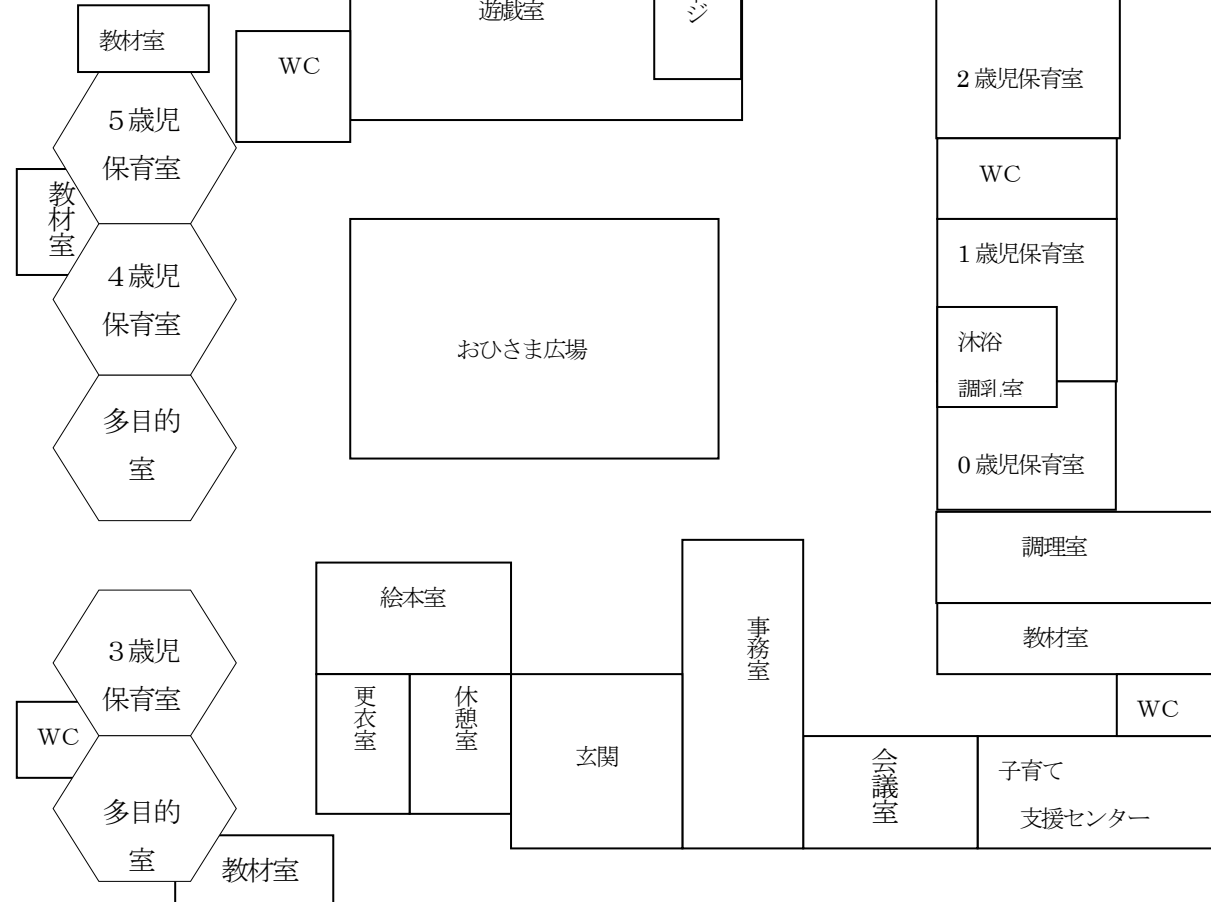 遊戯室
ジ
教材室
WC
５歳児
保育室
教材室
４歳児
保育室
多目的
室
おひさま広場
2 歳児保育室
WC
1 歳児保育室
沐浴
調乳室
0 歳児保育室
調理室
教材室
WC
３歳児
保育室
WC
多目的
室
教材室
絵本室
更衣室
休憩室
玄関
事務室
会議室
子育て
支援センター